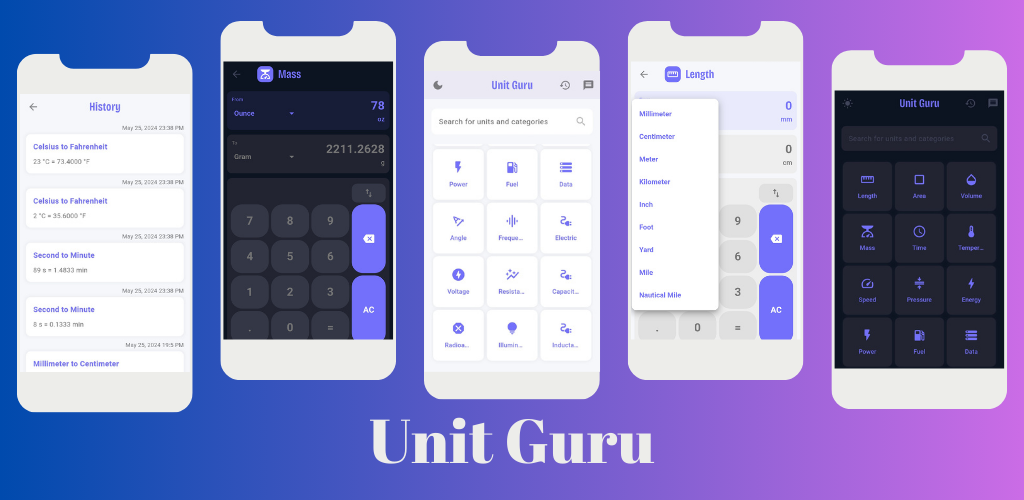 History
May 25, 2024 23:38 PM
Celsius to Fahrenheit
23 °C = 73.4000 °F
May 25, 2024 23:38 PM
Celsius to Fahrenheit
2 °C = 35.6000 °F
May 25, 2024 23:38 PM
Second to Minute
89 s = 1.4833 min
May 25, 2024 23:38 PM
Second to Minute
8 s = 0.1333 min
May 25, 2024 19:5 PM
Millimeter to Centimeter
Mass
From
78
Ounce
oz
To
2211.2628
Gram
g
7 8 9
4 5 6
1 2 3
AC
. 0 =
Unit Guru
Search for units and categories
Power Fuel Data
Angle Freque... Electric
Voltage Resista... Capacit...
Radioa... Illumin... Inducta...
Length
0
mm
0
cm
Millimeter
Centimeter
Meter
Kilometer
Inch
Foot
Yard
Mile
Nautical Mile
9
6
3
AC
. 0 =
Unit Guru
Search for units and categories
Length Area Volume
Mass Time Temper...
Speed Pressure Energy
Power Fuel Data
Unit Guru